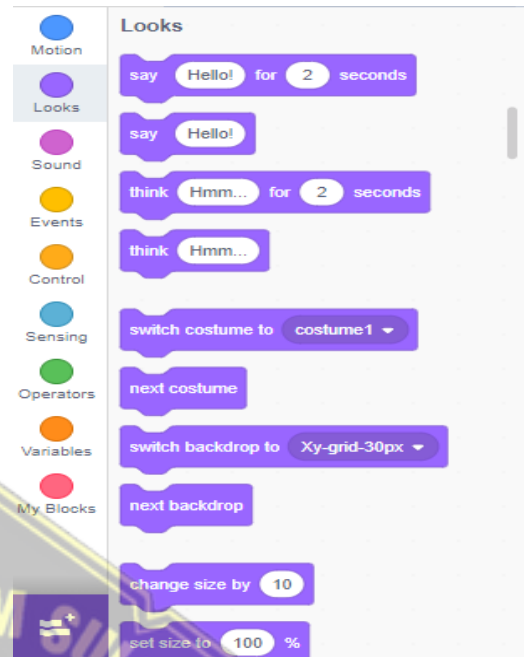 Looks
Motion
Looks
Sound
Events
Control
Sensing
Operators
Variables
My Blocks
say Hello! for 2 seconds
say Hello!
think Hmm... for 2 seconds
think Hmm...
switch costume to costume1
next costume
switch backdrop to Xy-grid-30px
next backdrop
change size by 10
set size to 100 %